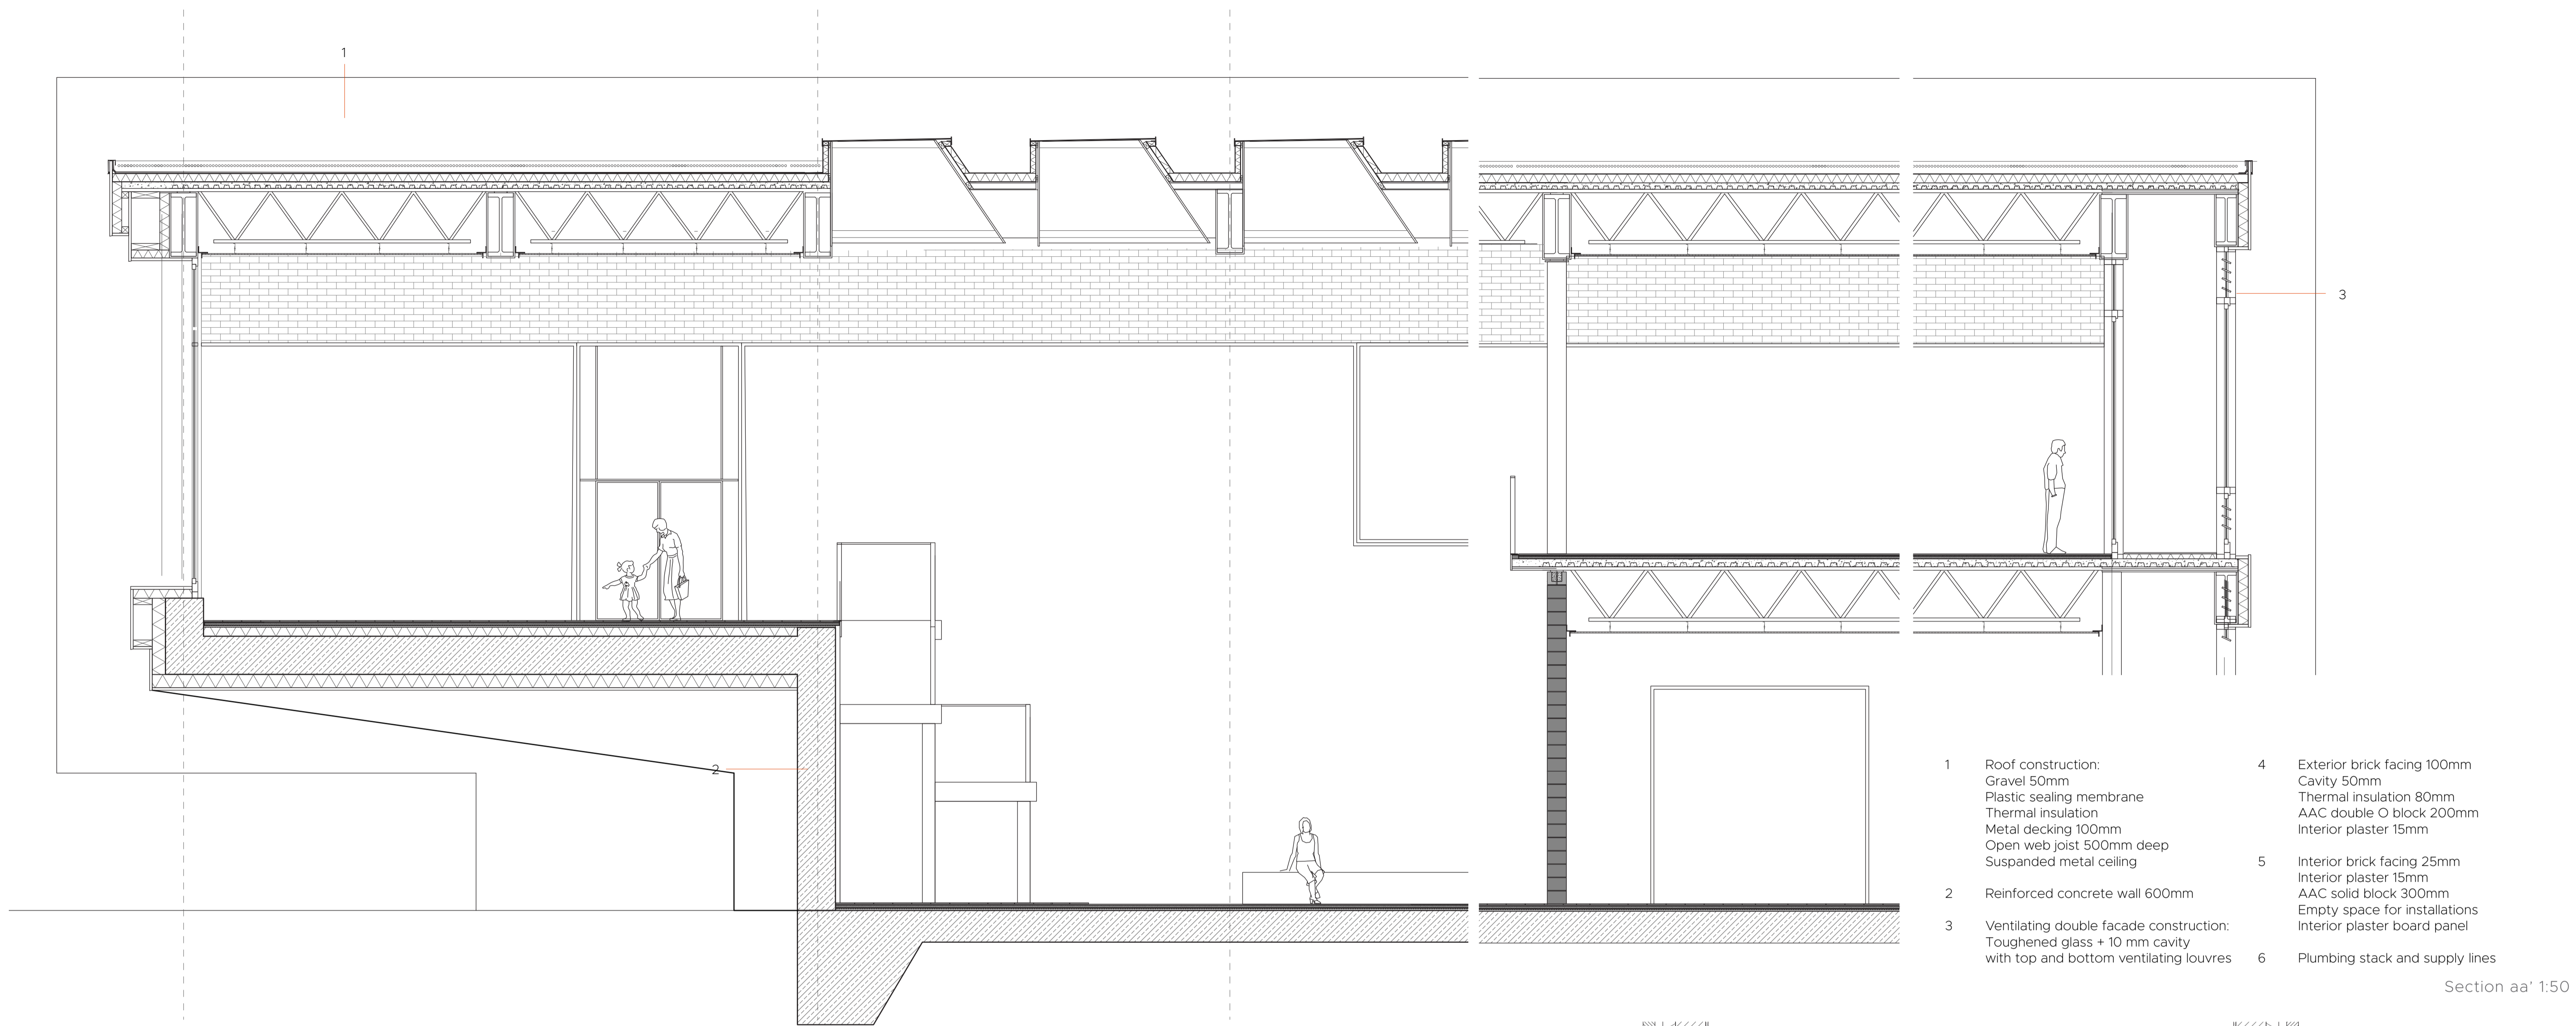 1
3
2
1 Roof construction:
Gravel 50mm
Plastic sealing membrane
Thermal insulation
Metal decking 100mm
Open web joist 500mm deep
Suspanded metal ceiling
2 Reinforced concrete wall 600mm
3 Ventilating double facade construction:
Toughened glass + 10 mm cavity
with top and bottom ventilating louvres
4 Exterior brick facing 100mm
Cavity 50mm
Thermal insulation 80mm
AAC double O block 200mm
Interior plaster 15mm
5 Interior brick facing 25mm
Interior plaster 15mm
AAC solid block 300mm
Empty space for installations
Interior plaster board panel
6 Plumbing stack and supply lines
Section aa' 1:50